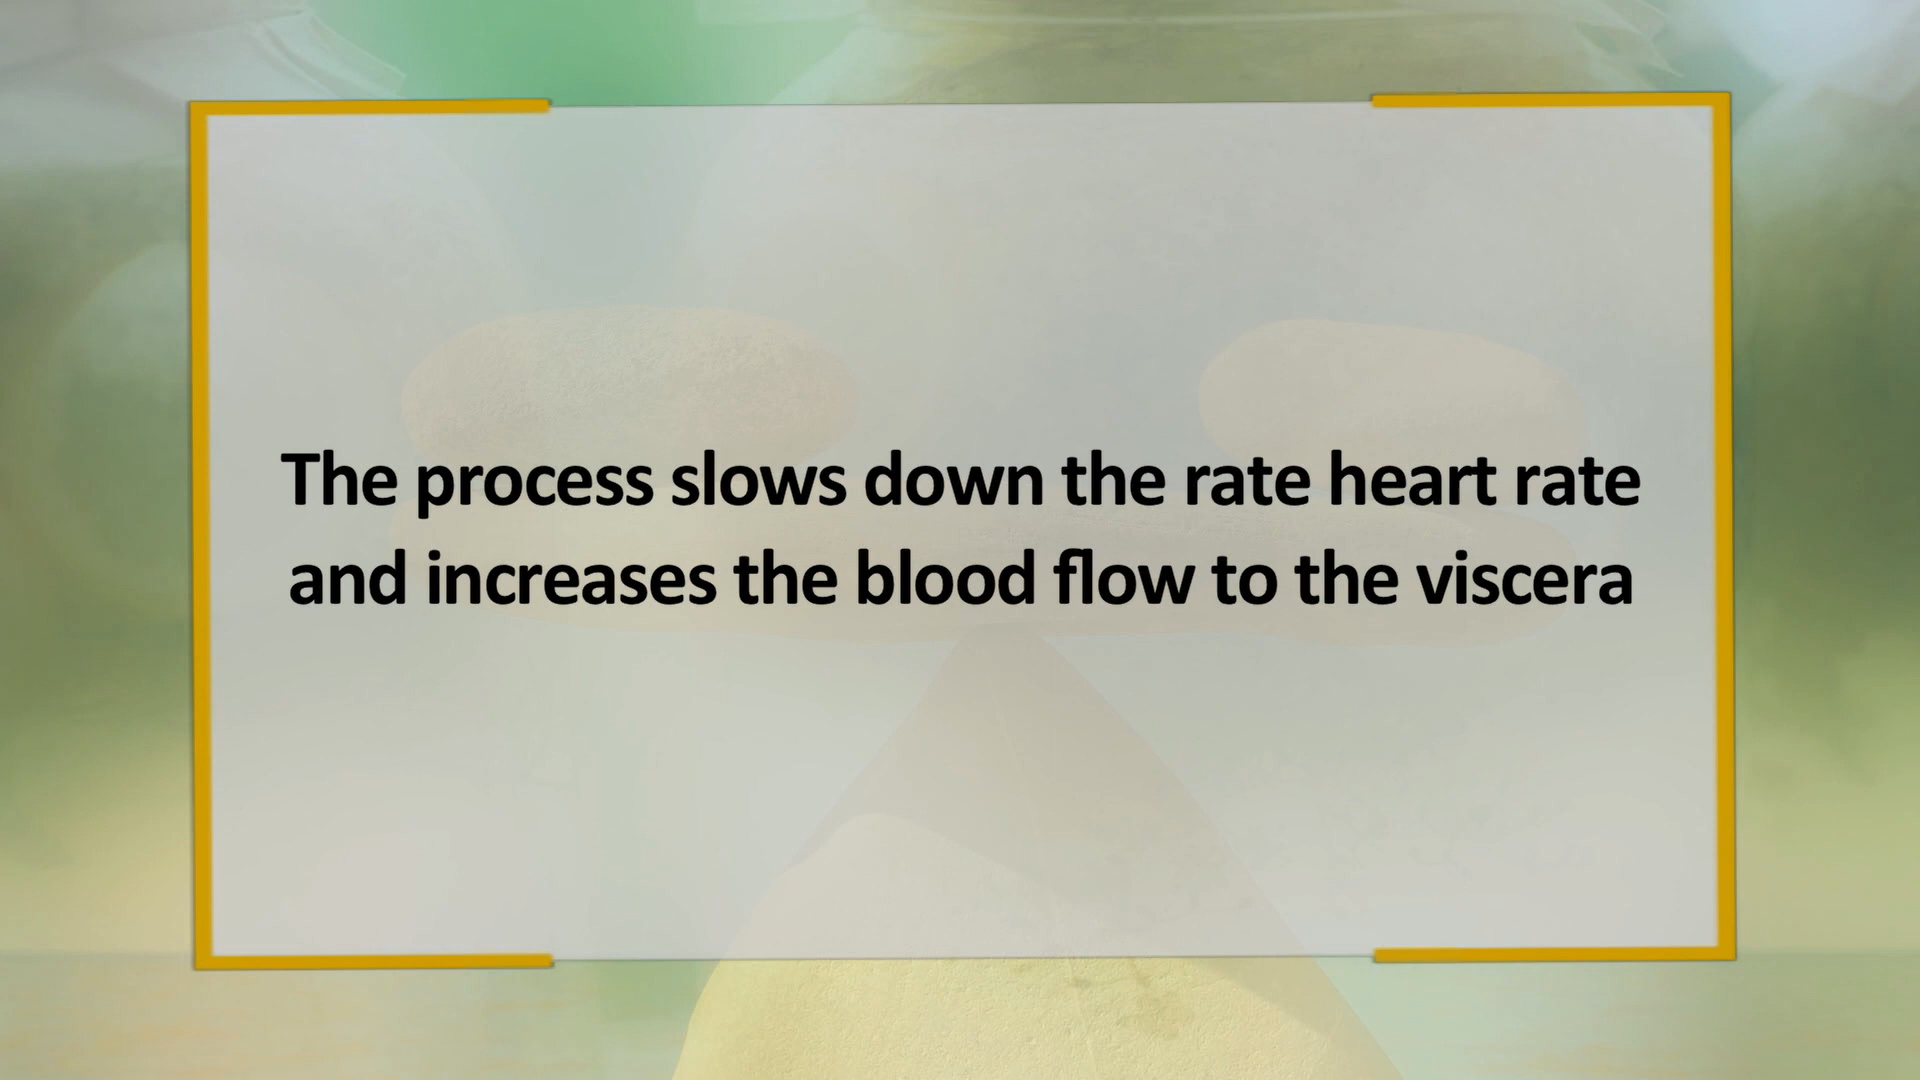 The process slows down the rate heart rate
and increases the blood flow to the viscera